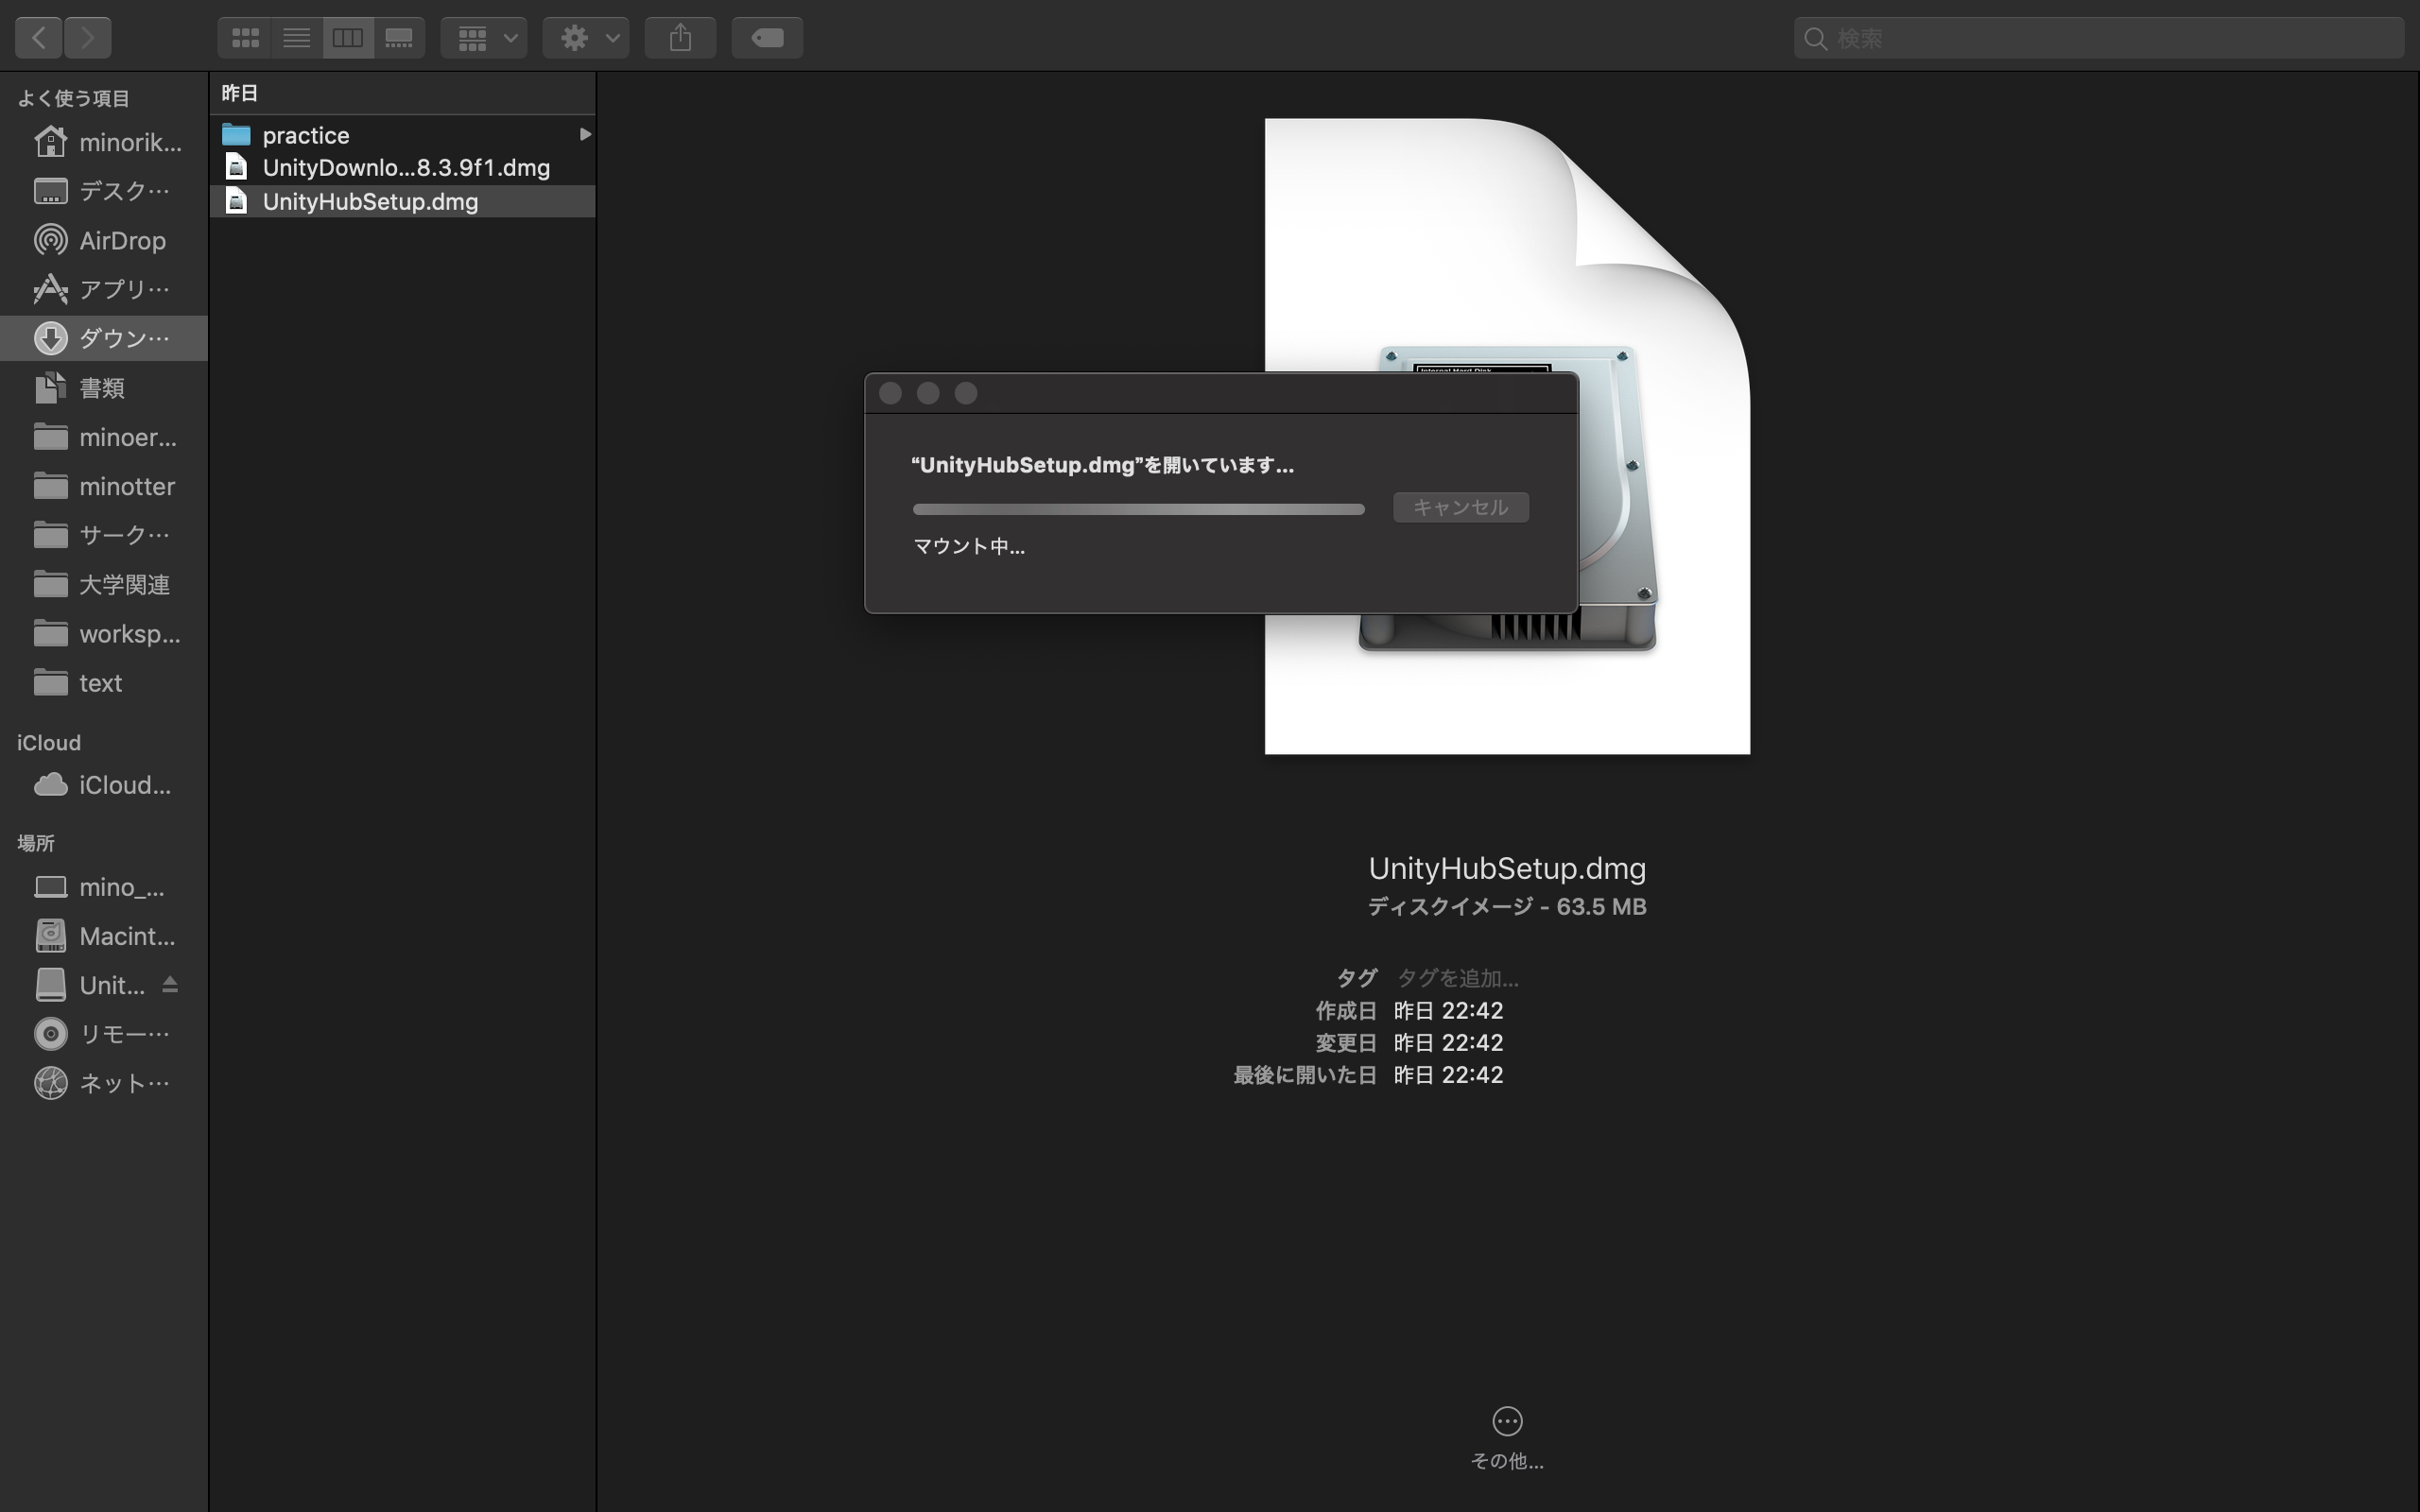 検索
よく使う項目
minorik...
デスク…
AirDrop
アプリ…
ダウン…
書類
minoer...
minotter
サーク…
大学関連
worksp...
text
iCloud
iCloud...
場所
mino_...
Macint...
Unit...
リモー…
ネット…
昨日
practice
UnityDownlo...8.3.9f1.dmg
UnityHubSetup.dmg
Internal Hard Disk
“UnityHubSetup.dmg”を開いています...
キャンセル
マウント中...
UnityHubSetup.dmg
ディスクイメージ - 63.5 MB
タグ タグを追加...
作成日 昨日 22:42
変更日 昨日 22:42
最後に開いた日 昨日 22:42
その他...